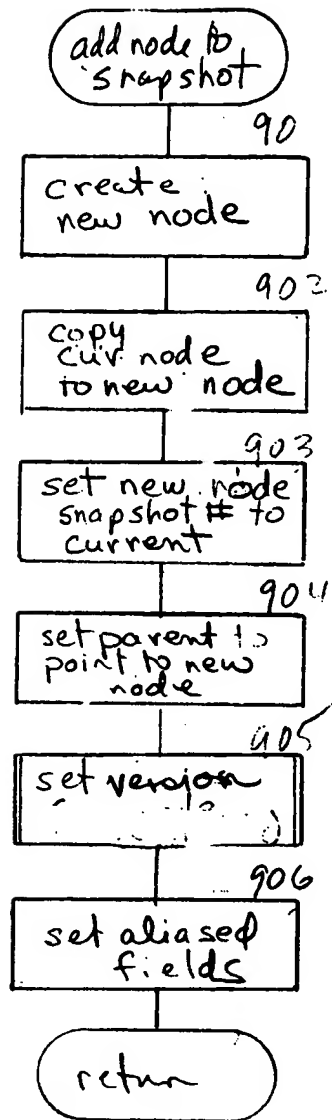 add node to
snapshot
90
create
new node
902
copy
cur node
to new node
903
set new node
snapshot # to
current
904
set parent to
point to new
node
905
set version
906
set aliased
fields
return